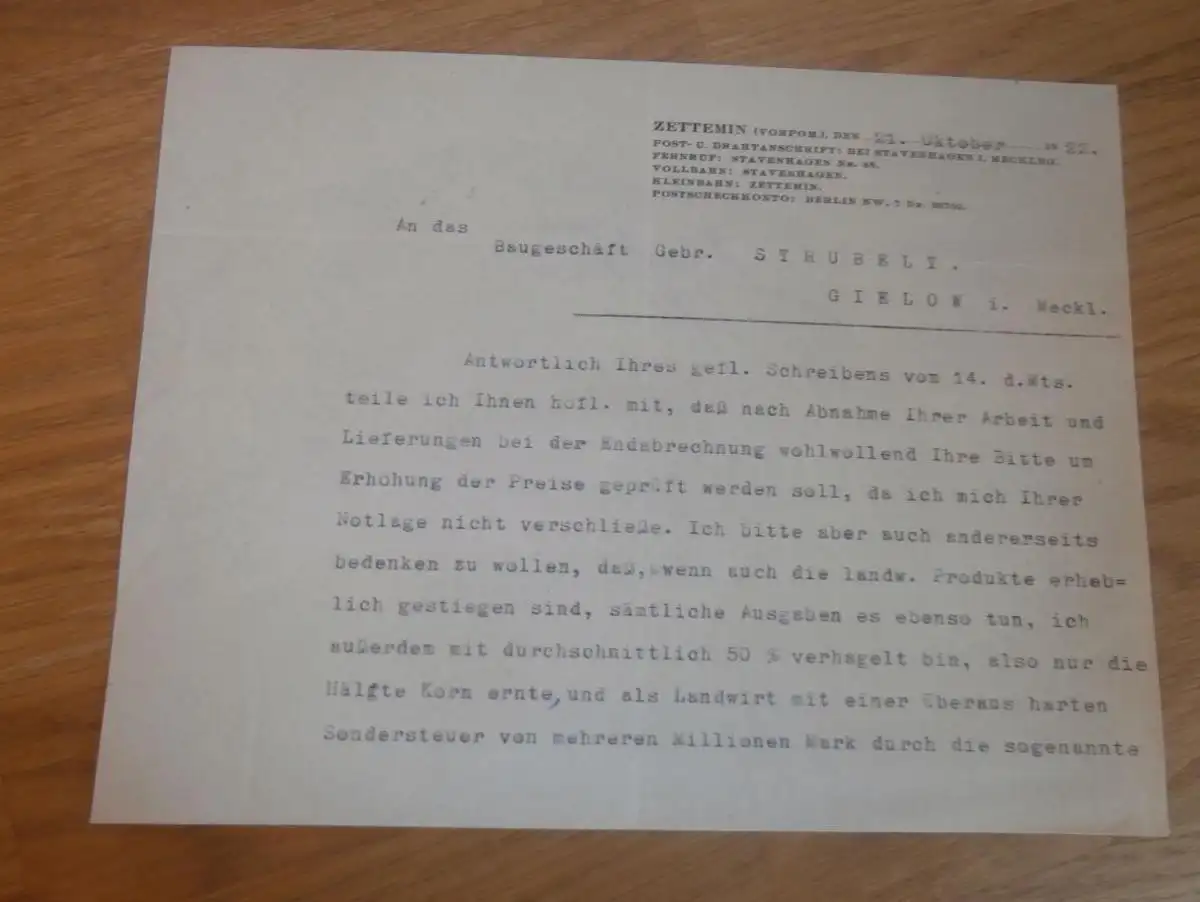 ZETTEMIN (VORPOM.), DEN 21. Oktober 1922.
POST- U. DRAHTANSCHRIFT: BEI STAVENHAGEN I. MECKLBG.
FERNRUF: STAVENHAGEN Nr.
VOLLBAHN: STAVENHAGEN.
KLEINBAHN: ZETTEMIN.
POSTSCHECKKONTO: BERLIN NW. 7 Nr.
An das
Baugeschäft Gebr. STRUBELT.
GIELOW i. Meckl.
Antwortlich Ihres gefl. Schreibens vom 14. d.Mts.
teile ich Ihnen höfl. mit, daß nach Abnahme Ihrer Arbeit und
Lieferungen bei der Endabrechnung wohlwollend Ihre Bitte um
Erhöhung der Preise geprüft werden soll, da ich mich Ihrer
Notlage nicht verschließe. Ich bitte aber auch andererseits
bedenken zu wollen, daß, wenn auch die landw. Produkte erheb=
lich gestiegen sind, sämtliche Ausgaben es ebenso tun, ich
außerdem mit durchschnittlich 50 % verhagelt bin, also nur die
Hälfte Korn ernte, und als Landwirt mit einer überaus harten
Sondersteuer von mehreren Millionen Mark durch die sogenannte